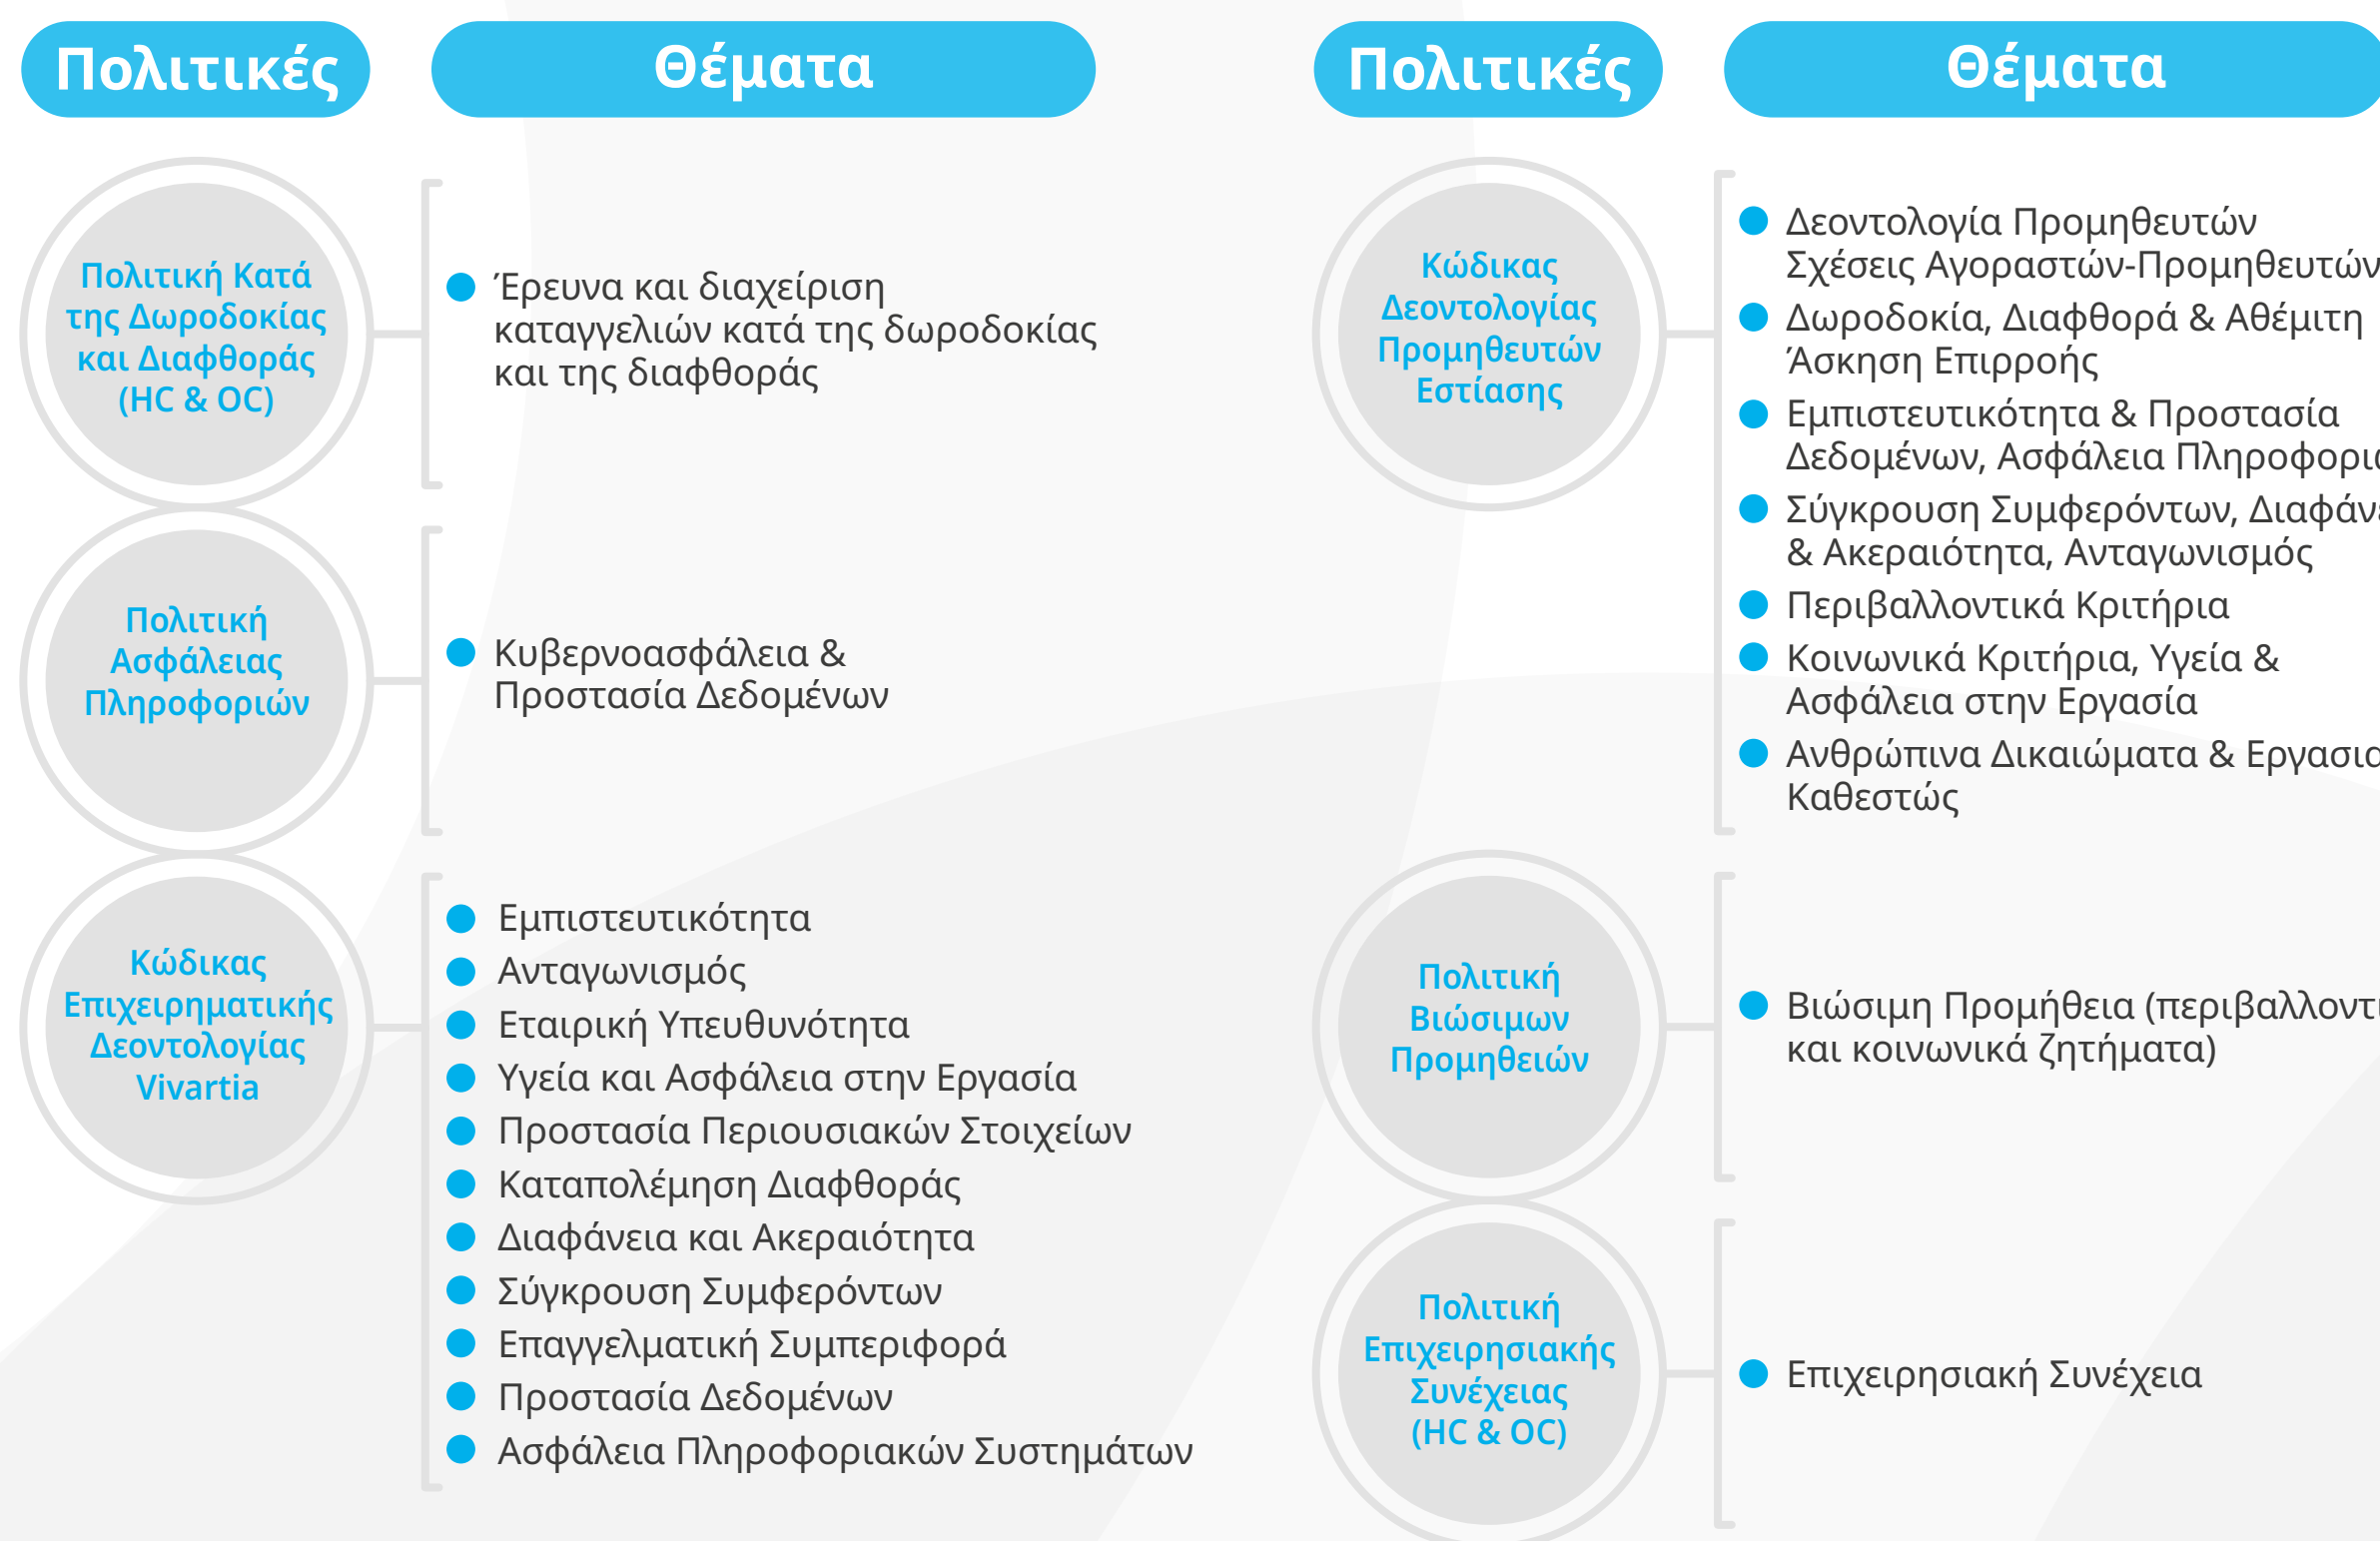 Πολιτικές
Θέματα
Πολιτική Κατά
της Δωροδοκίας
και Διαφθοράς
(HC & OC)
Έρευνα και διαχείριση
καταγγελιών κατά της δωροδοκίας
και της διαφθοράς
Πολιτική
Ασφάλειας
Πληροφοριών
Κυβερνοασφάλεια &
Προστασία Δεδομένων
Κώδικας
Επιχειρηματικής
Δεοντολογίας
Vivartia
Εμπιστευτικότητα
Ανταγωνισμός
Εταιρική Υπευθυνότητα
Υγεία και Ασφάλεια στην Εργασία
Προστασία Περιουσιακών Στοιχείων
Καταπολέμηση Διαφθοράς
Διαφάνεια και Ακεραιότητα
Σύγκρουση Συμφερόντων
Επαγγελματική Συμπεριφορά
Προστασία Δεδομένων
Ασφάλεια Πληροφοριακών Συστημάτων
Πολιτικές
Θέματα
Κώδικας
Δεοντολογίας
Προμηθευτών
Εστίασης
Δεοντολογία Προμηθευτών
Σχέσεις Αγοραστών-Προμηθευτών
Δωροδοκία, Διαφθορά & Αθέμιτη
Άσκηση Επιρροής
Εμπιστευτικότητα & Προστασία
Δεδομένων, Ασφάλεια
Σύγκρουση Συμφερόντων,
& Ακεραιότητα, Ανταγωνισμός
Περιβαλλοντικά Κριτήρια
Κοινωνικά Κριτήρια, Υγεία &
Ασφάλεια στην Εργασία
Ανθρώπινα Δικαιώματα &
Καθεστώς
Πολιτική
Βιώσιμων
Προμηθειών
Βιώσιμη Προμήθεια
και κοινωνικά ζητήματα)
Πολιτική
Επιχειρησιακής
Συνέχειας
(HC & OC)
Επιχειρησιακή Συνέχεια